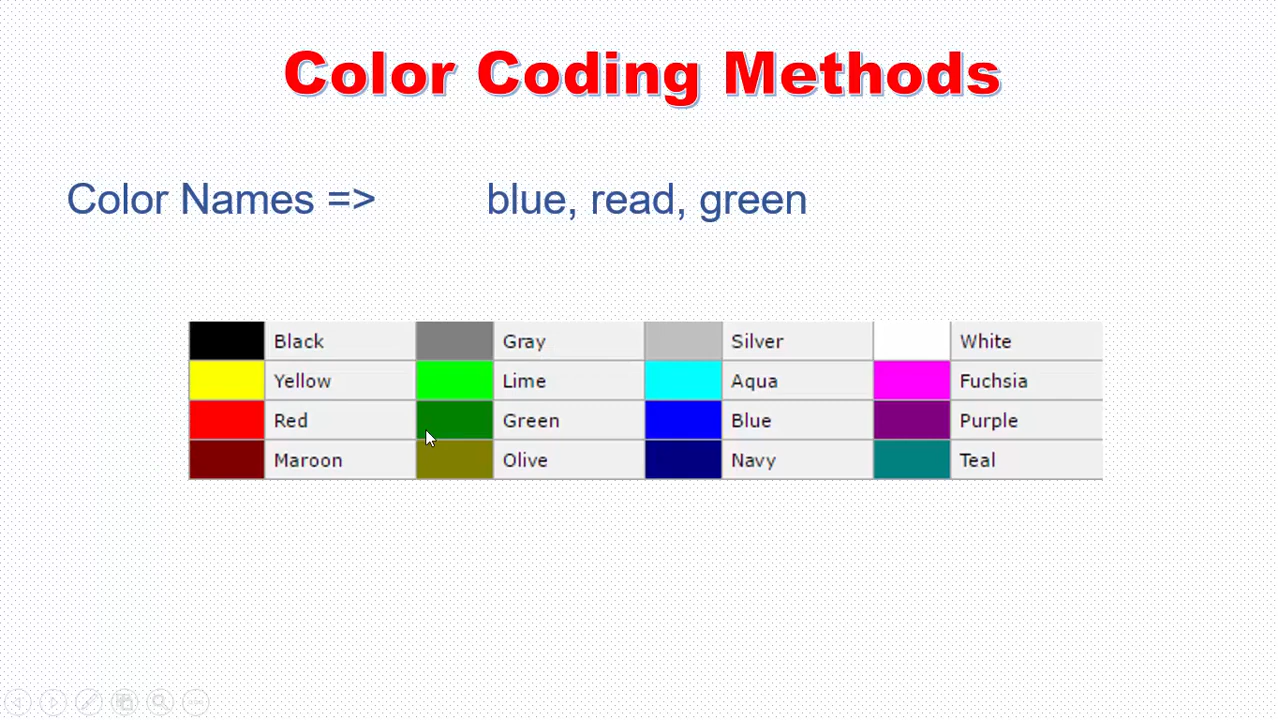 Color Coding Methods
Color Names => blue, read, green
Black Gray Silver White
Yellow Lime Aqua Fuchsia
Red Green Blue Purple
Maroon Olive Navy Teal